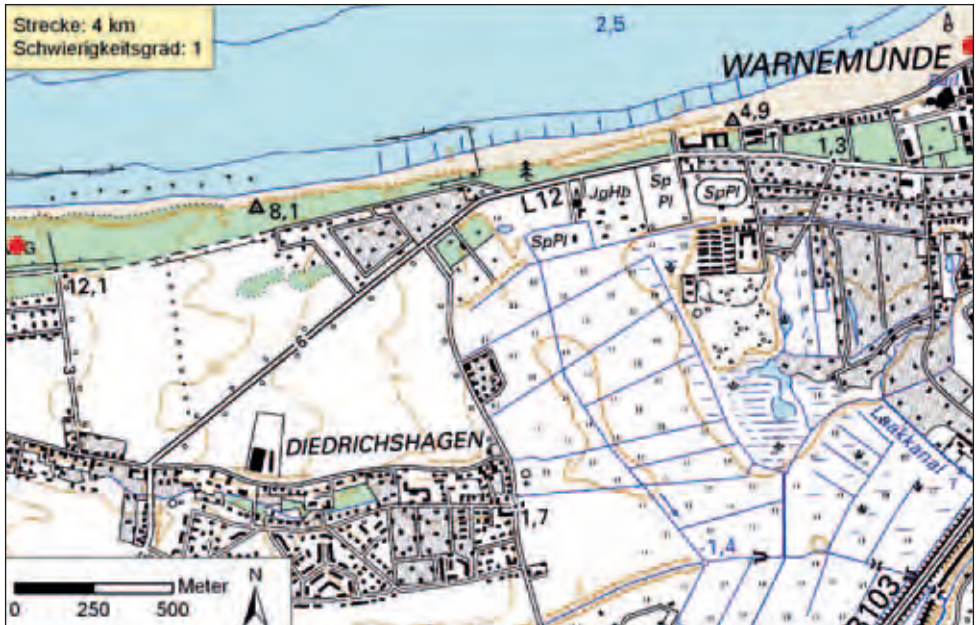 Strecke: 4 km
Schwierigkeitsgrad: 1
2,5
WARNEMÜNDE
4,9
1,3
8,1
L12
JgHb
Sp
Pl
SpPl
SpPl
G
12,1
6
3
DIEDRICHSHAGEN
Laakkanal
1,7
1,4
B103
Meter
0 250 500
N